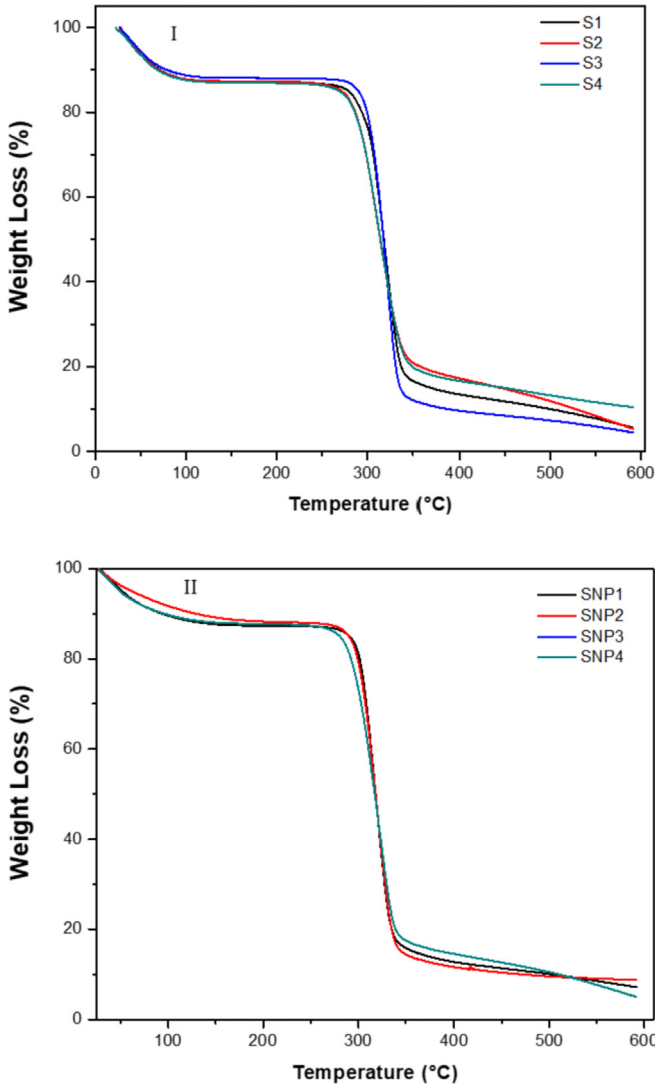 I
S1
S2
S3
S4
100
80
60
40
20
0
0 100 200 300 400 500 600
Weight Loss (%)
Temperature (°C)
II
SNP1
SNP2
SNP3
SNP4
100
80
60
40
20
0
100 200 300 400 500 600
Weight Loss (%)
Temperature (°C)